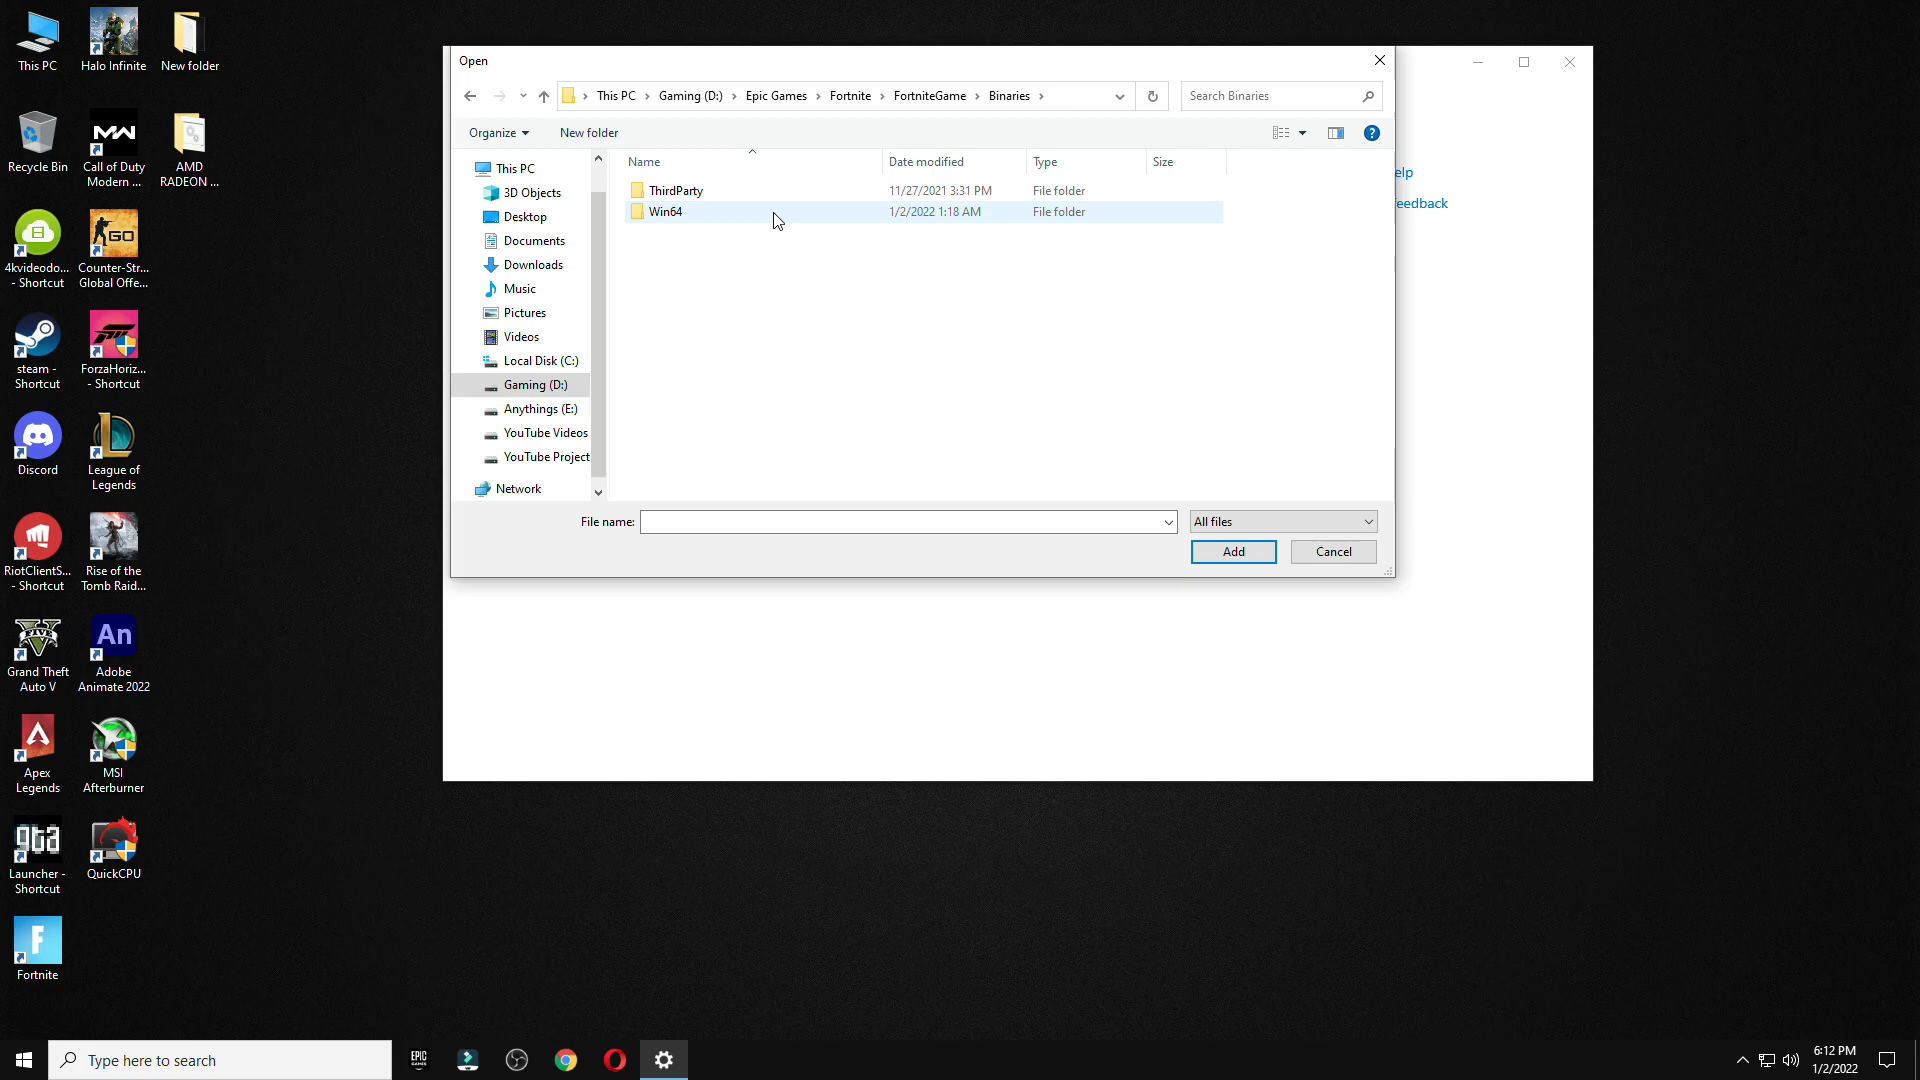 This PC
Halo Infinite
New folder
Recycle Bin
Call of Duty
Modern ...
AMD
RADEON ...
4kvideodo...
- Shortcut
GO
Counter-Str...
Global Offe...
steam -
Shortcut
ForzaHoriz...
- Shortcut
Discord
League of
Legends
RiotClientS...
- Shortcut
Rise of the
Tomb Raid...
FIVE
Grand Theft
Auto V
An
Adobe
Animate 2022
Apex
Legends
MSI
Afterburner
gta
Launcher -
Shortcut
QuickCPU
F
Fortnite
Open
This PC
Gaming (D:)
Epic Games
Fortnite
FortniteGame
Binaries
Search Binaries
Organize
New folder
?
This PC
3D Objects
Desktop
Documents
Downloads
Music
Pictures
Videos
Local Disk (C:)
Gaming (D:)
Anythings (E:)
YouTube Videos
YouTube Project
Network
Name
Date modified
Type
Size
ThirdParty
11/27/2021 3:31 PM
File folder
Win64
1/2/2022 1:18 AM
File folder
File name:
All files
Add
Cancel
elp
eedback
Type here to search
EPIC
GAMES
6:12 PM
1/2/2022